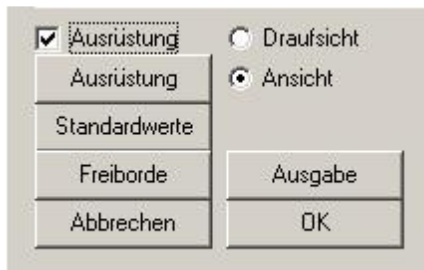 Ausrüstung
Draufsicht
Ausrüstung
Ansicht
Standardwerte
Freiborde
Ausgabe
Abbrechen
OK